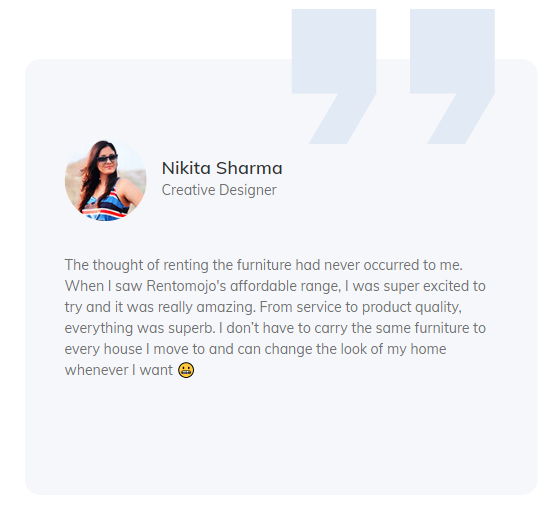 Nikita Sharma
Creative Designer
The thought of renting the furniture had never occurred to me.
When I saw Rentomojo's affordable range, I was super excited to
try and it was really amazing. From service to product quality,
everything was superb. I don’t have to carry the same furniture to
every house I move to and can change the look of my home
whenever I want 😬